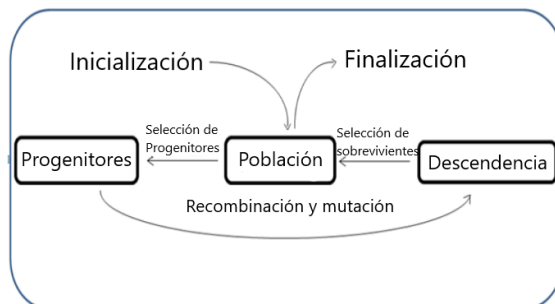 Inicialización
Finalización
Selección de
Progenitores
Selección de
sobrevivientes
Progenitores
Población
Descendencia
Recombinación y mutación